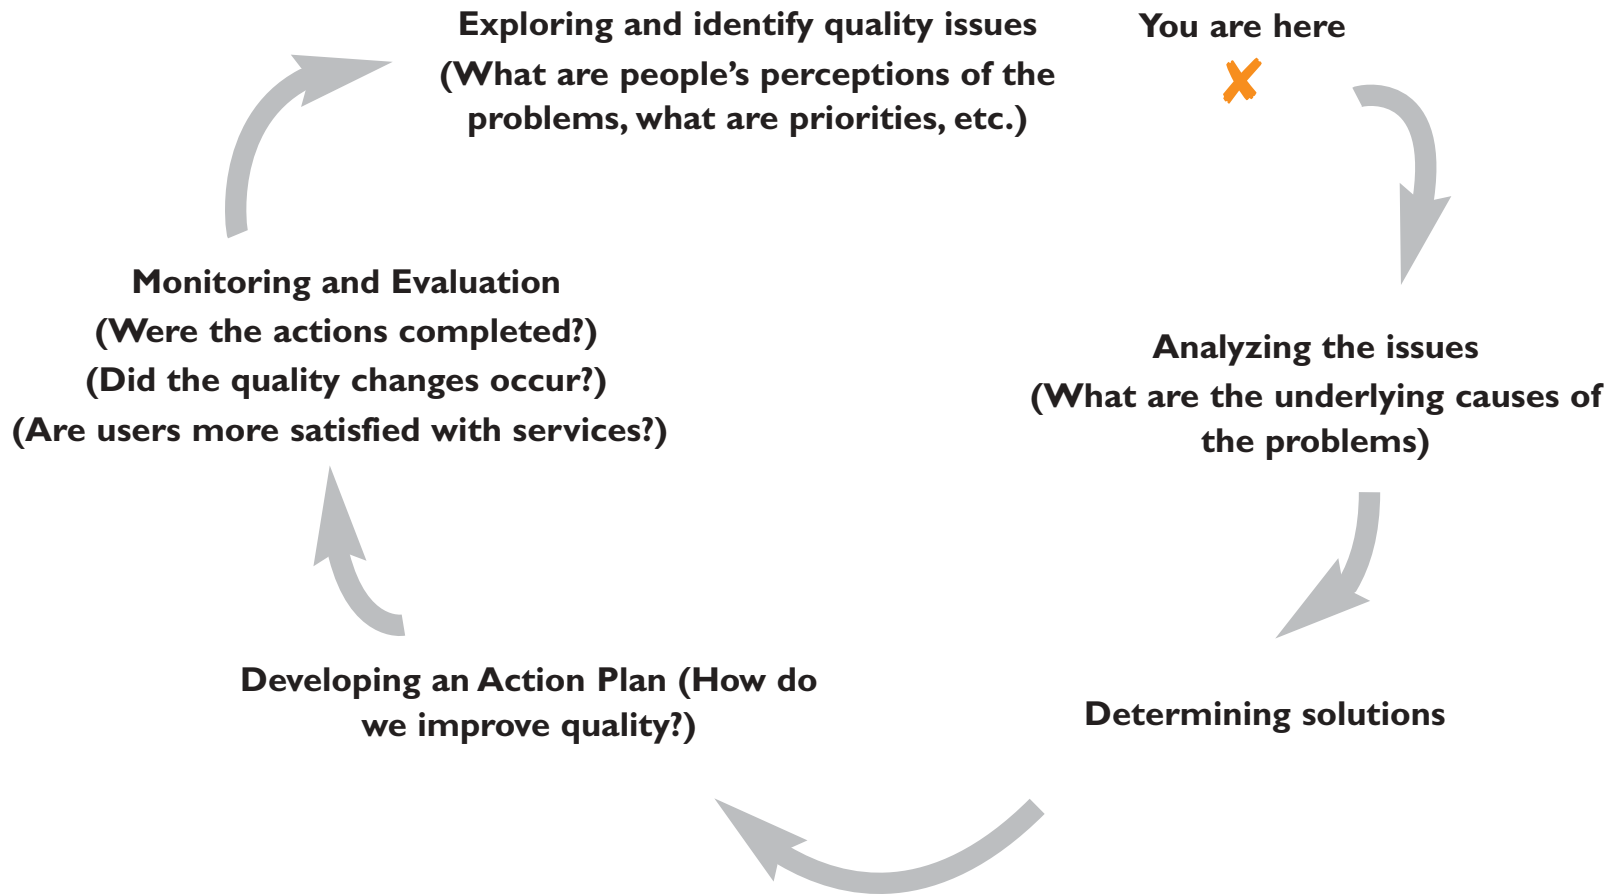 Exploring and identify quality issues
(What are people’s perceptions of the
problems, what are priorities, etc.)
You are here
Analyzing the issues
(What are the underlying causes of
the problems)
Determining solutions
Developing an Action Plan (How do
we improve quality?)
Monitoring and Evaluation
(Were the actions completed?)
(Did the quality changes occur?)
(Are users more satisfied with services?)